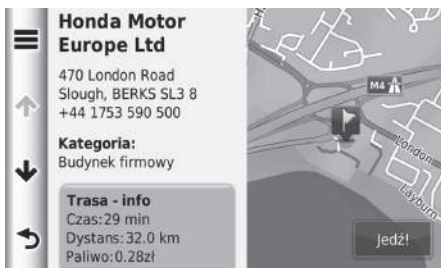 Honda Motor
Europe Ltd
470 London Road
Slough, BERKS SL3 8
+44 1753 590 500
Kategoria:
Budynek firmowy
Trasa - info
Czas:29 min
Dystans:32.0 km
Paliwo:0.28zł
M4
London
Layburn
Jedź!